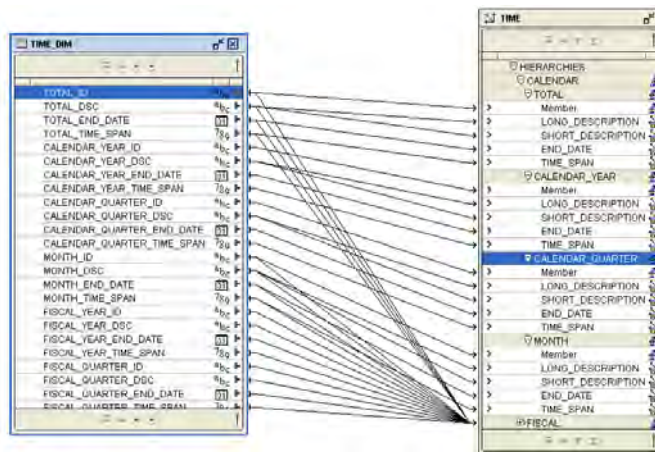 TIME_DIM
TOTAL_ID
TOTAL_DSC
TOTAL_END_DATE
TOTAL_TIME_SPAN
CALENDAR_YEAR_ID
CALENDAR_YEAR_DSC
CALENDAR_YEAR_END_DATE
CALENDAR_YEAR_TIME_SPAN
CALENDAR_QUARTER_ID
CALENDAR_QUARTER_DSC
CALENDAR_QUARTER_END_DATE
CALENDAR_QUARTER_TIME_SPAN
MONTH_ID
MONTH_DSC
MONTH_END_DATE
MONTH_TIME_SPAN
FISCAL_YEAR_ID
FISCAL_YEAR_DSC
FISCAL_YEAR_END_DATE
FISCAL_YEAR_TIME_SPAN
FISCAL_QUARTER_ID
FISCAL_QUARTER_DSC
FISCAL_QUARTER_END_DATE
FISCAL_QUARTER_TIME_SPAN
TIME
HIERARCHIES
CALENDAR
TOTAL
Member
LONG_DESCRIPTION
SHORT_DESCRIPTION
END_DATE
TIME_SPAN
CALENDAR_YEAR
Member
LONG_DESCRIPTION
SHORT_DESCRIPTION
END_DATE
TIME_SPAN
CALENDAR_QUARTER
Member
LONG_DESCRIPTION
SHORT_DESCRIPTION
END_DATE
TIME_SPAN
MONTH
Member
LONG_DESCRIPTION
SHORT_DESCRIPTION
END_DATE
TIME_SPAN
FISCAL